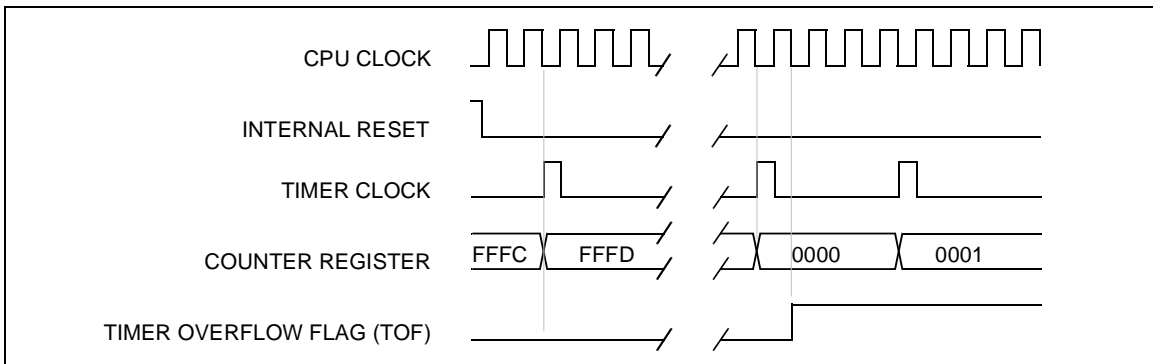 CPU CLOCK
INTERNAL RESET
TIMER CLOCK
COUNTER REGISTER FFFC FFFD 0000 0001
TIMER OVERFLOW FLAG (TOF)